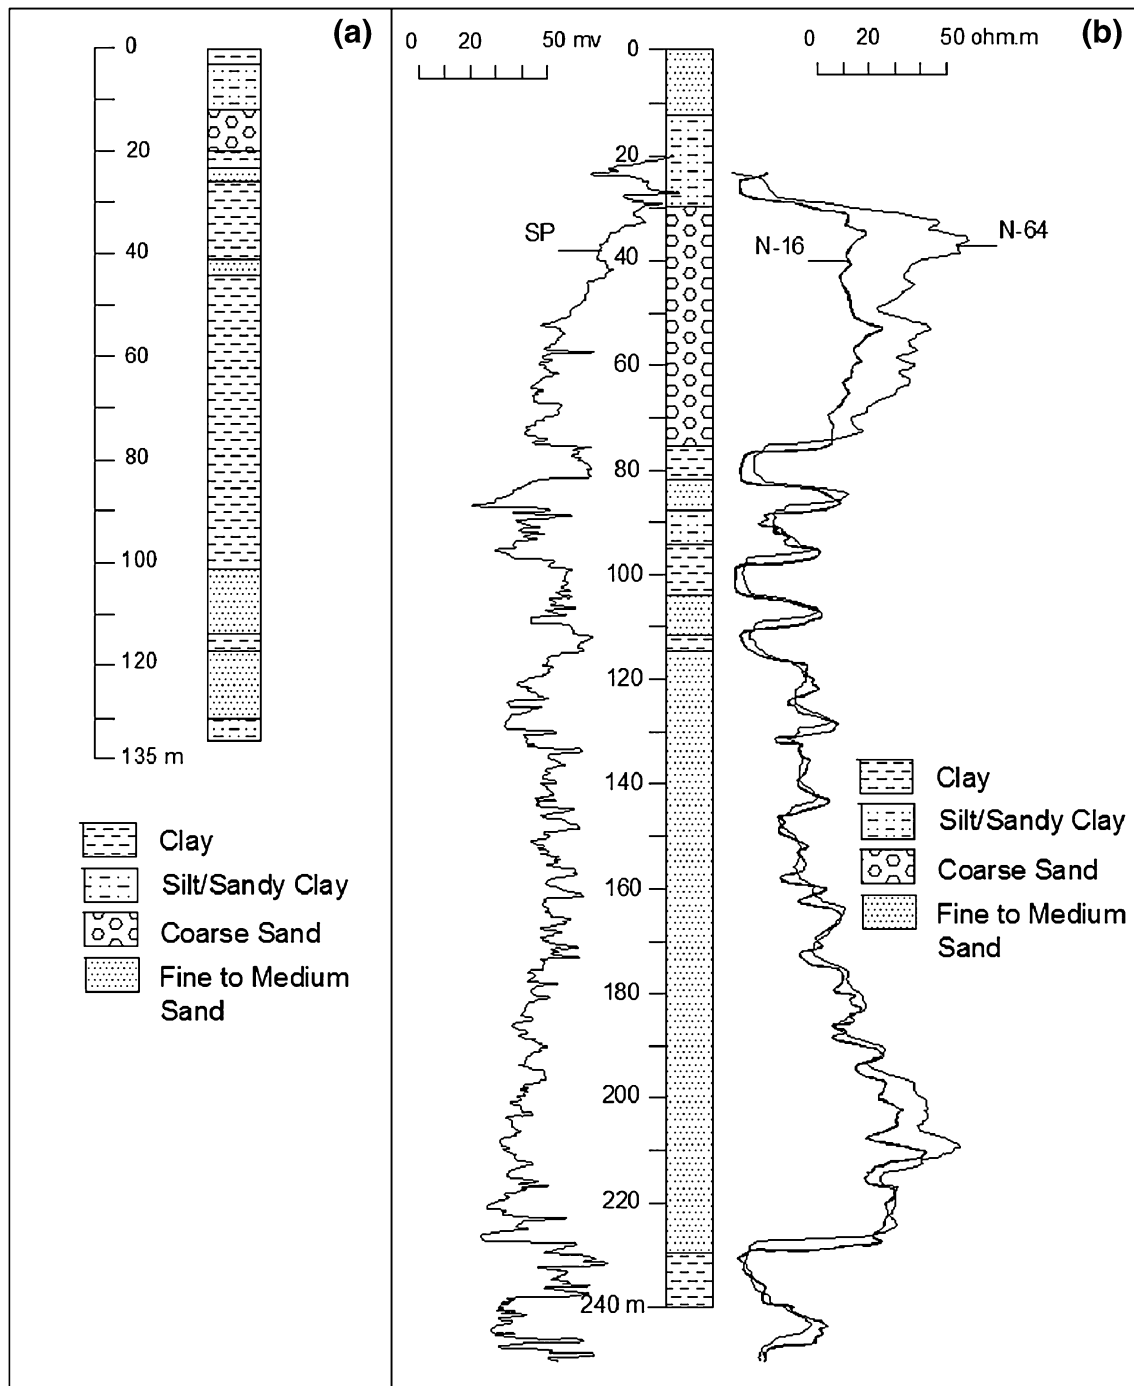 (a)
0
20
40
60
80
100
120
135 m
Clay
Silt/Sandy Clay
Coarse Sand
Fine to Medium
Sand
(b)
0 20 50 mv
0 20 50 ohm.m
0
20
40
60
80
100
120
140
160
180
200
220
240 m
SP
N-16
N-64
Clay
Silt/Sandy Clay
Coarse Sand
Fine to Medium
Sand